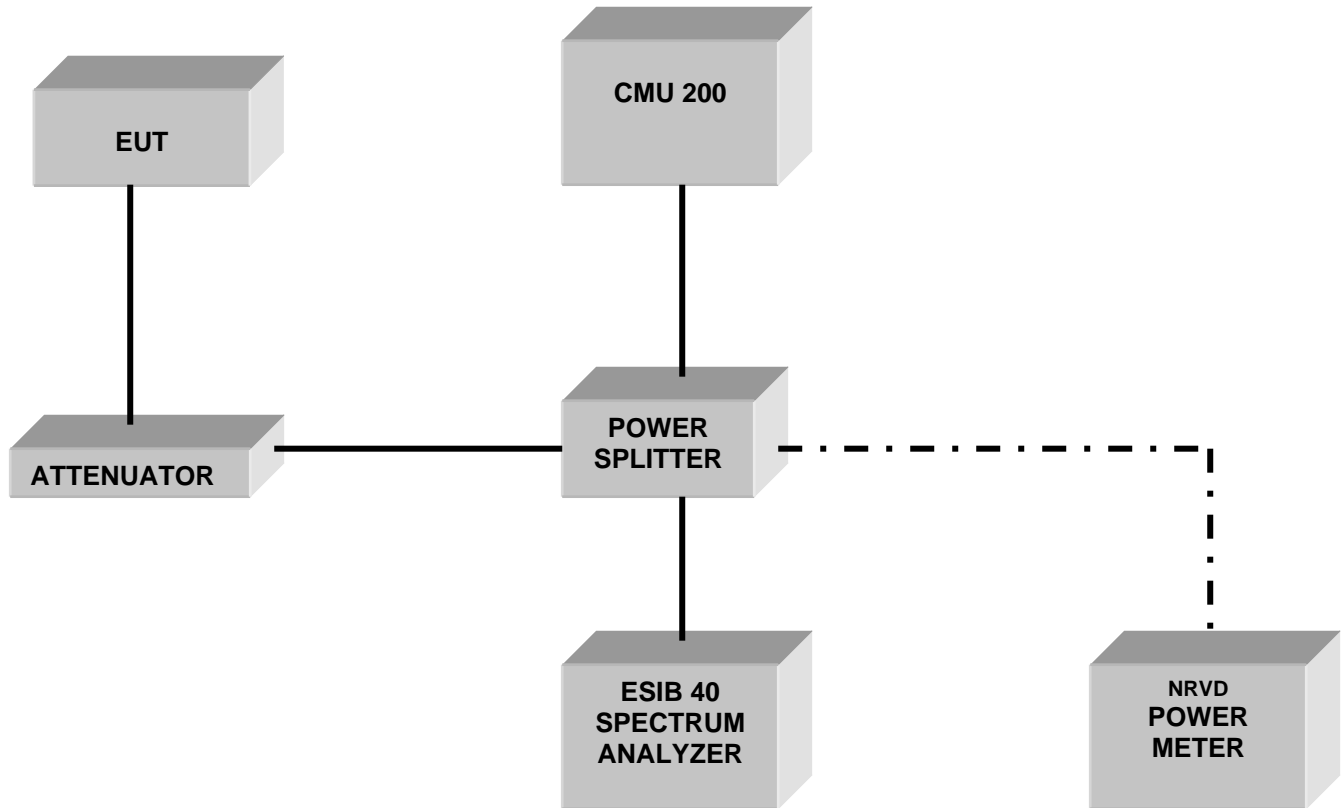 CMU 200
EUT
POWER
SPLITTER
ATTENUATOR
ESIB 40
SPECTRUM
ANALYZER
NRVD
POWER
METER